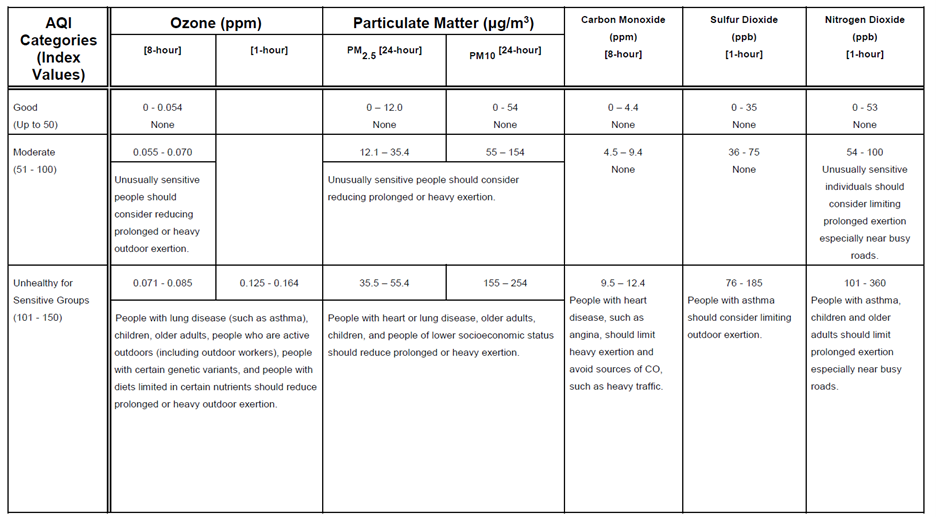 AQI
Categories
(Index
Values)
Ozone (ppm)
[8-hour]
[1-hour]
Particulate Matter (μg/m3)
PM2.5 [24-hour]
PM10 [24-hour]
Carbon Monoxide
(ppm)
[8-hour]
Sulfur Dioxide
(ppb)
[1-hour]
Nitrogen Dioxide
(ppb)
[1-hour]
Good
(Up to 50)
0 - 0.054
None
0 – 12.0
None
0 - 54
None
0 – 4.4
None
0 - 35
None
0 - 53
None
Moderate
(51 - 100)
0.055 - 0.070
Unusually sensitive
people should
consider reducing
prolonged or heavy
outdoor exertion.
12.1 – 35.4
55 – 154
Unusually sensitive people should consider
reducing prolonged or heavy exertion.
4.5 – 9.4
None
36 - 75
None
54 - 100
Unusually sensitive
individuals should
consider limiting
prolonged exertion
especially near busy
roads.
Unhealthy for
Sensitive Groups
(101 - 150)
0.071 - 0.085
0.125 - 0.164
People with lung disease (such as asthma),
children, older adults, people who are active
outdoors (including outdoor workers), people
with certain genetic variants, and people with
diets limited in certain nutrients should reduce
prolonged or heavy outdoor exertion.
35.5 – 55.4
155 – 254
People with heart or lung disease, older adults,
children, and people of lower socioeconomic status
should reduce prolonged or heavy exertion.
9.5 – 12.4
People with heart
disease, such as
angina, should limit
heavy exertion and
avoid sources of CO,
such as heavy traffic.
76 - 185
People with asthma
should consider limiting
outdoor exertion.
101 - 360
People with asthma,
children and older
adults should limit
prolonged exertion
especially near busy
roads.